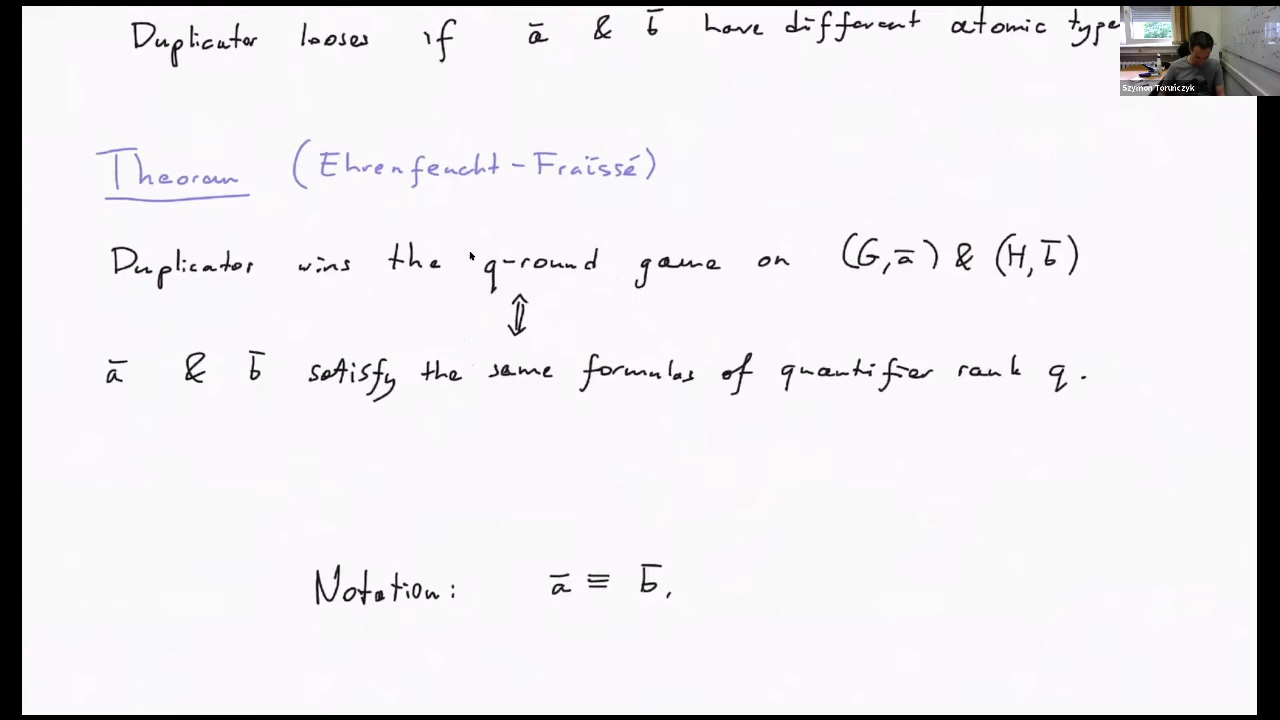 Duplicator looses if ā & b̄ have different atomic type
Szymon Toruńczyk
Theorem (Ehrenfeucht-Fraïssé)
Duplicator wins the q-round game on (G, ā) & (H, b̄)
⇕
ā & b̄ satisfy the same formulas of quantifier rank q.
Notation: ā ≡ b̄,